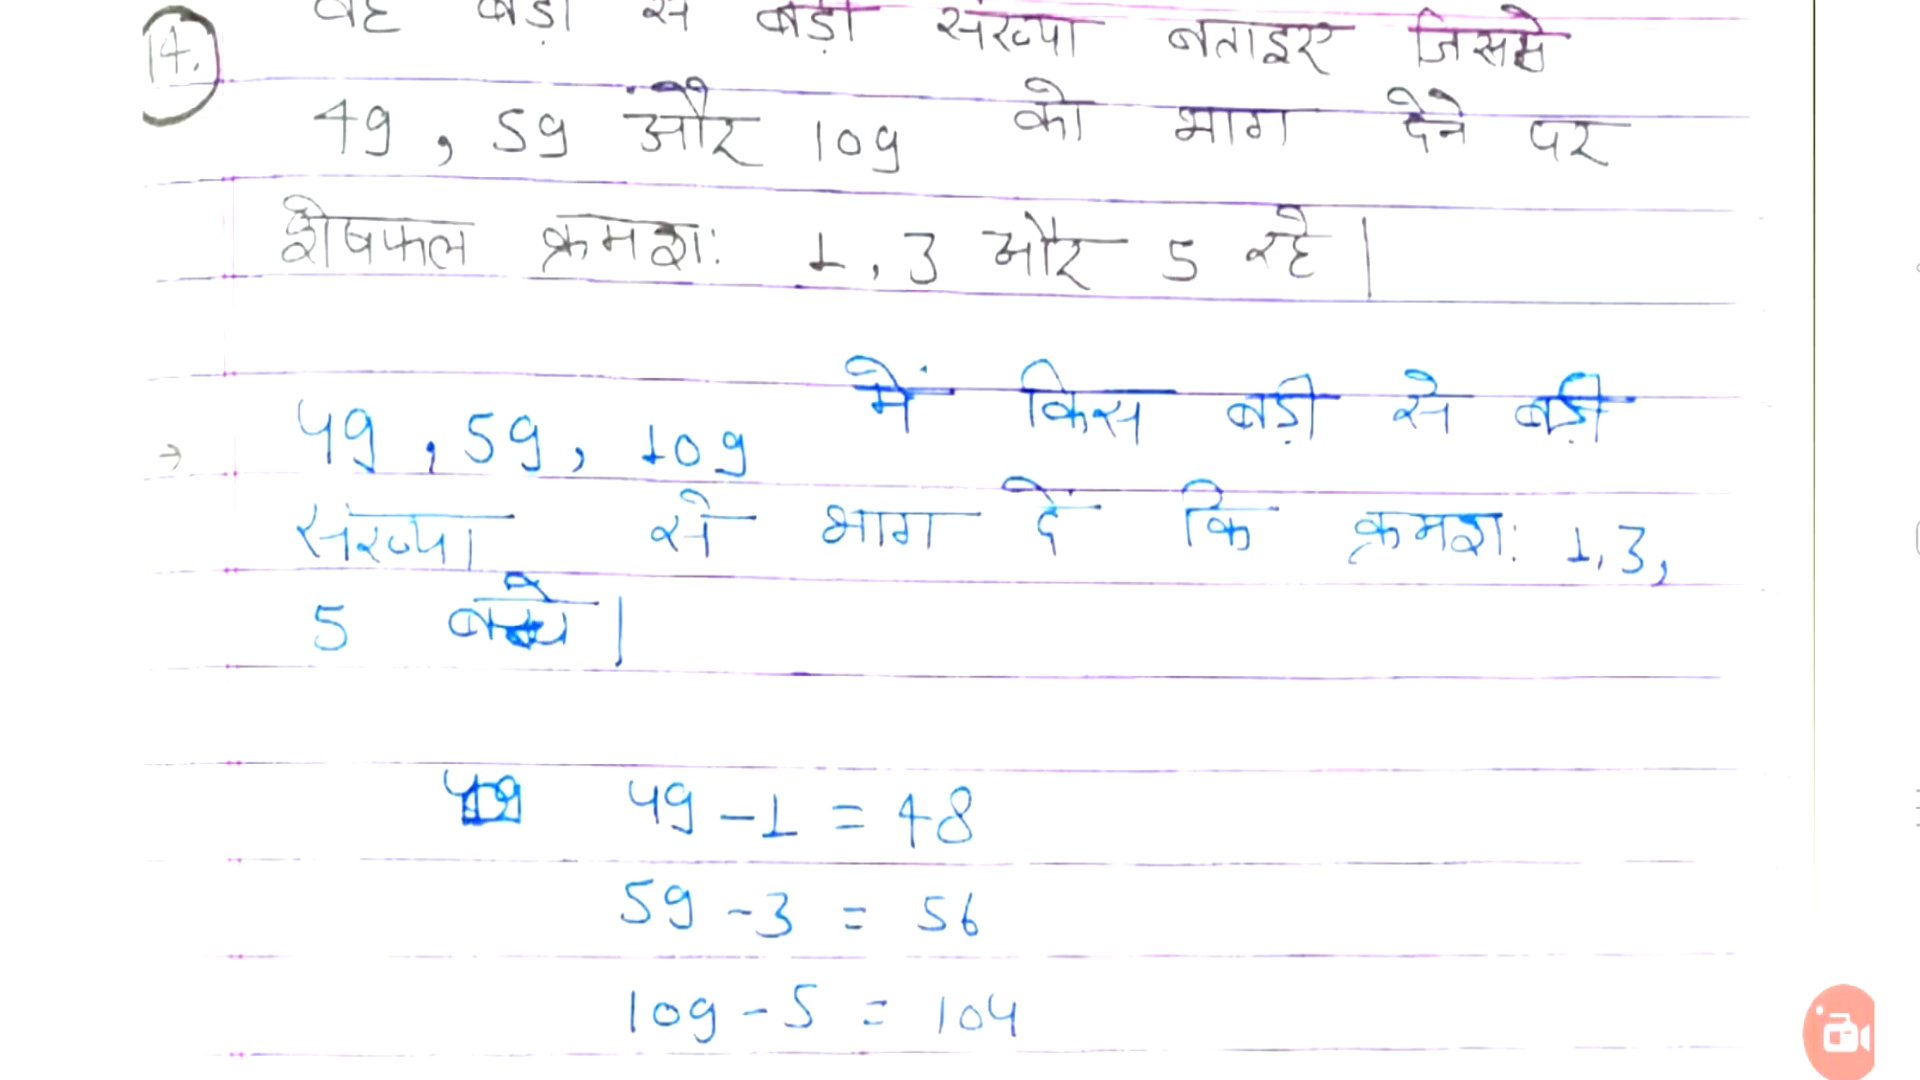 14.
वह बड़ी से बड़ी संख्या बताइए जिससे
49, 59 और 109 को भाग देने पर
शेषफल क्रमशः 1, 3 और 5 रहे।
→ 49, 59, 109 में किस बड़ी से बड़ी
संख्या से भाग दें कि क्रमशः 1, 3,
5 बचे।
49 - 1 = 48
59 - 3 = 56
109 - 5 = 104